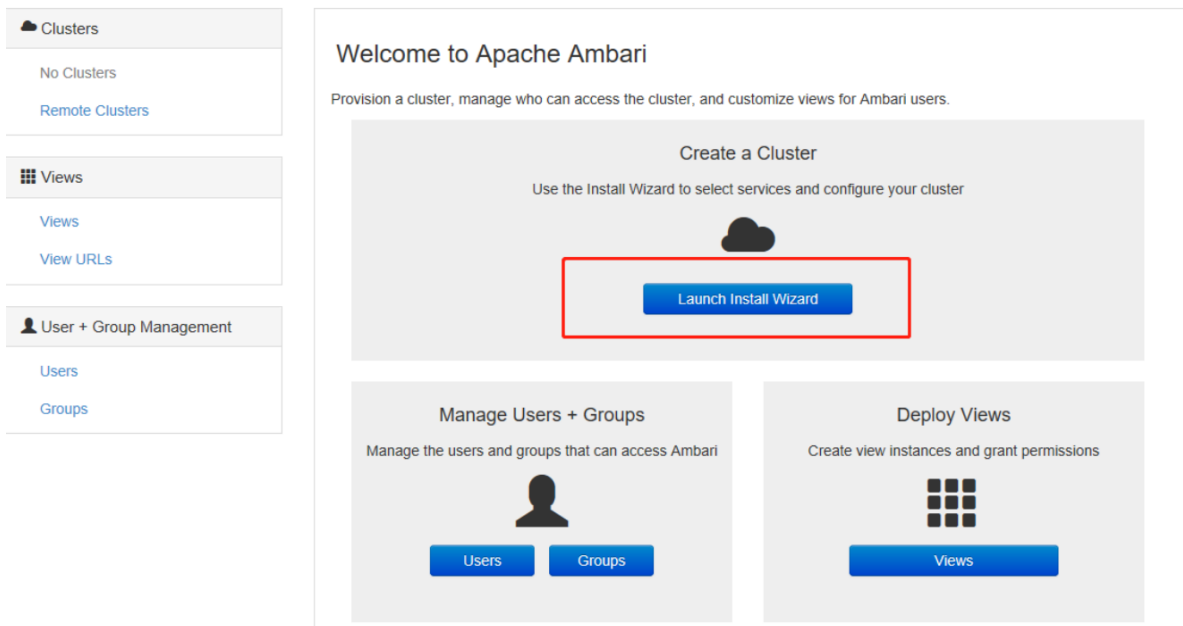 Clusters
No Clusters
Remote Clusters
Views
Views
View URLs
User + Group Management
Users
Groups
Welcome to Apache Ambari
Provision a cluster, manage who can access the cluster, and customize views for Ambari users.
Create a Cluster
Use the Install Wizard to select services and configure your cluster
Launch Install Wizard
Manage Users + Groups
Manage the users and groups that can access Ambari
Users
Groups
Deploy Views
Create view instances and grant permissions
Views